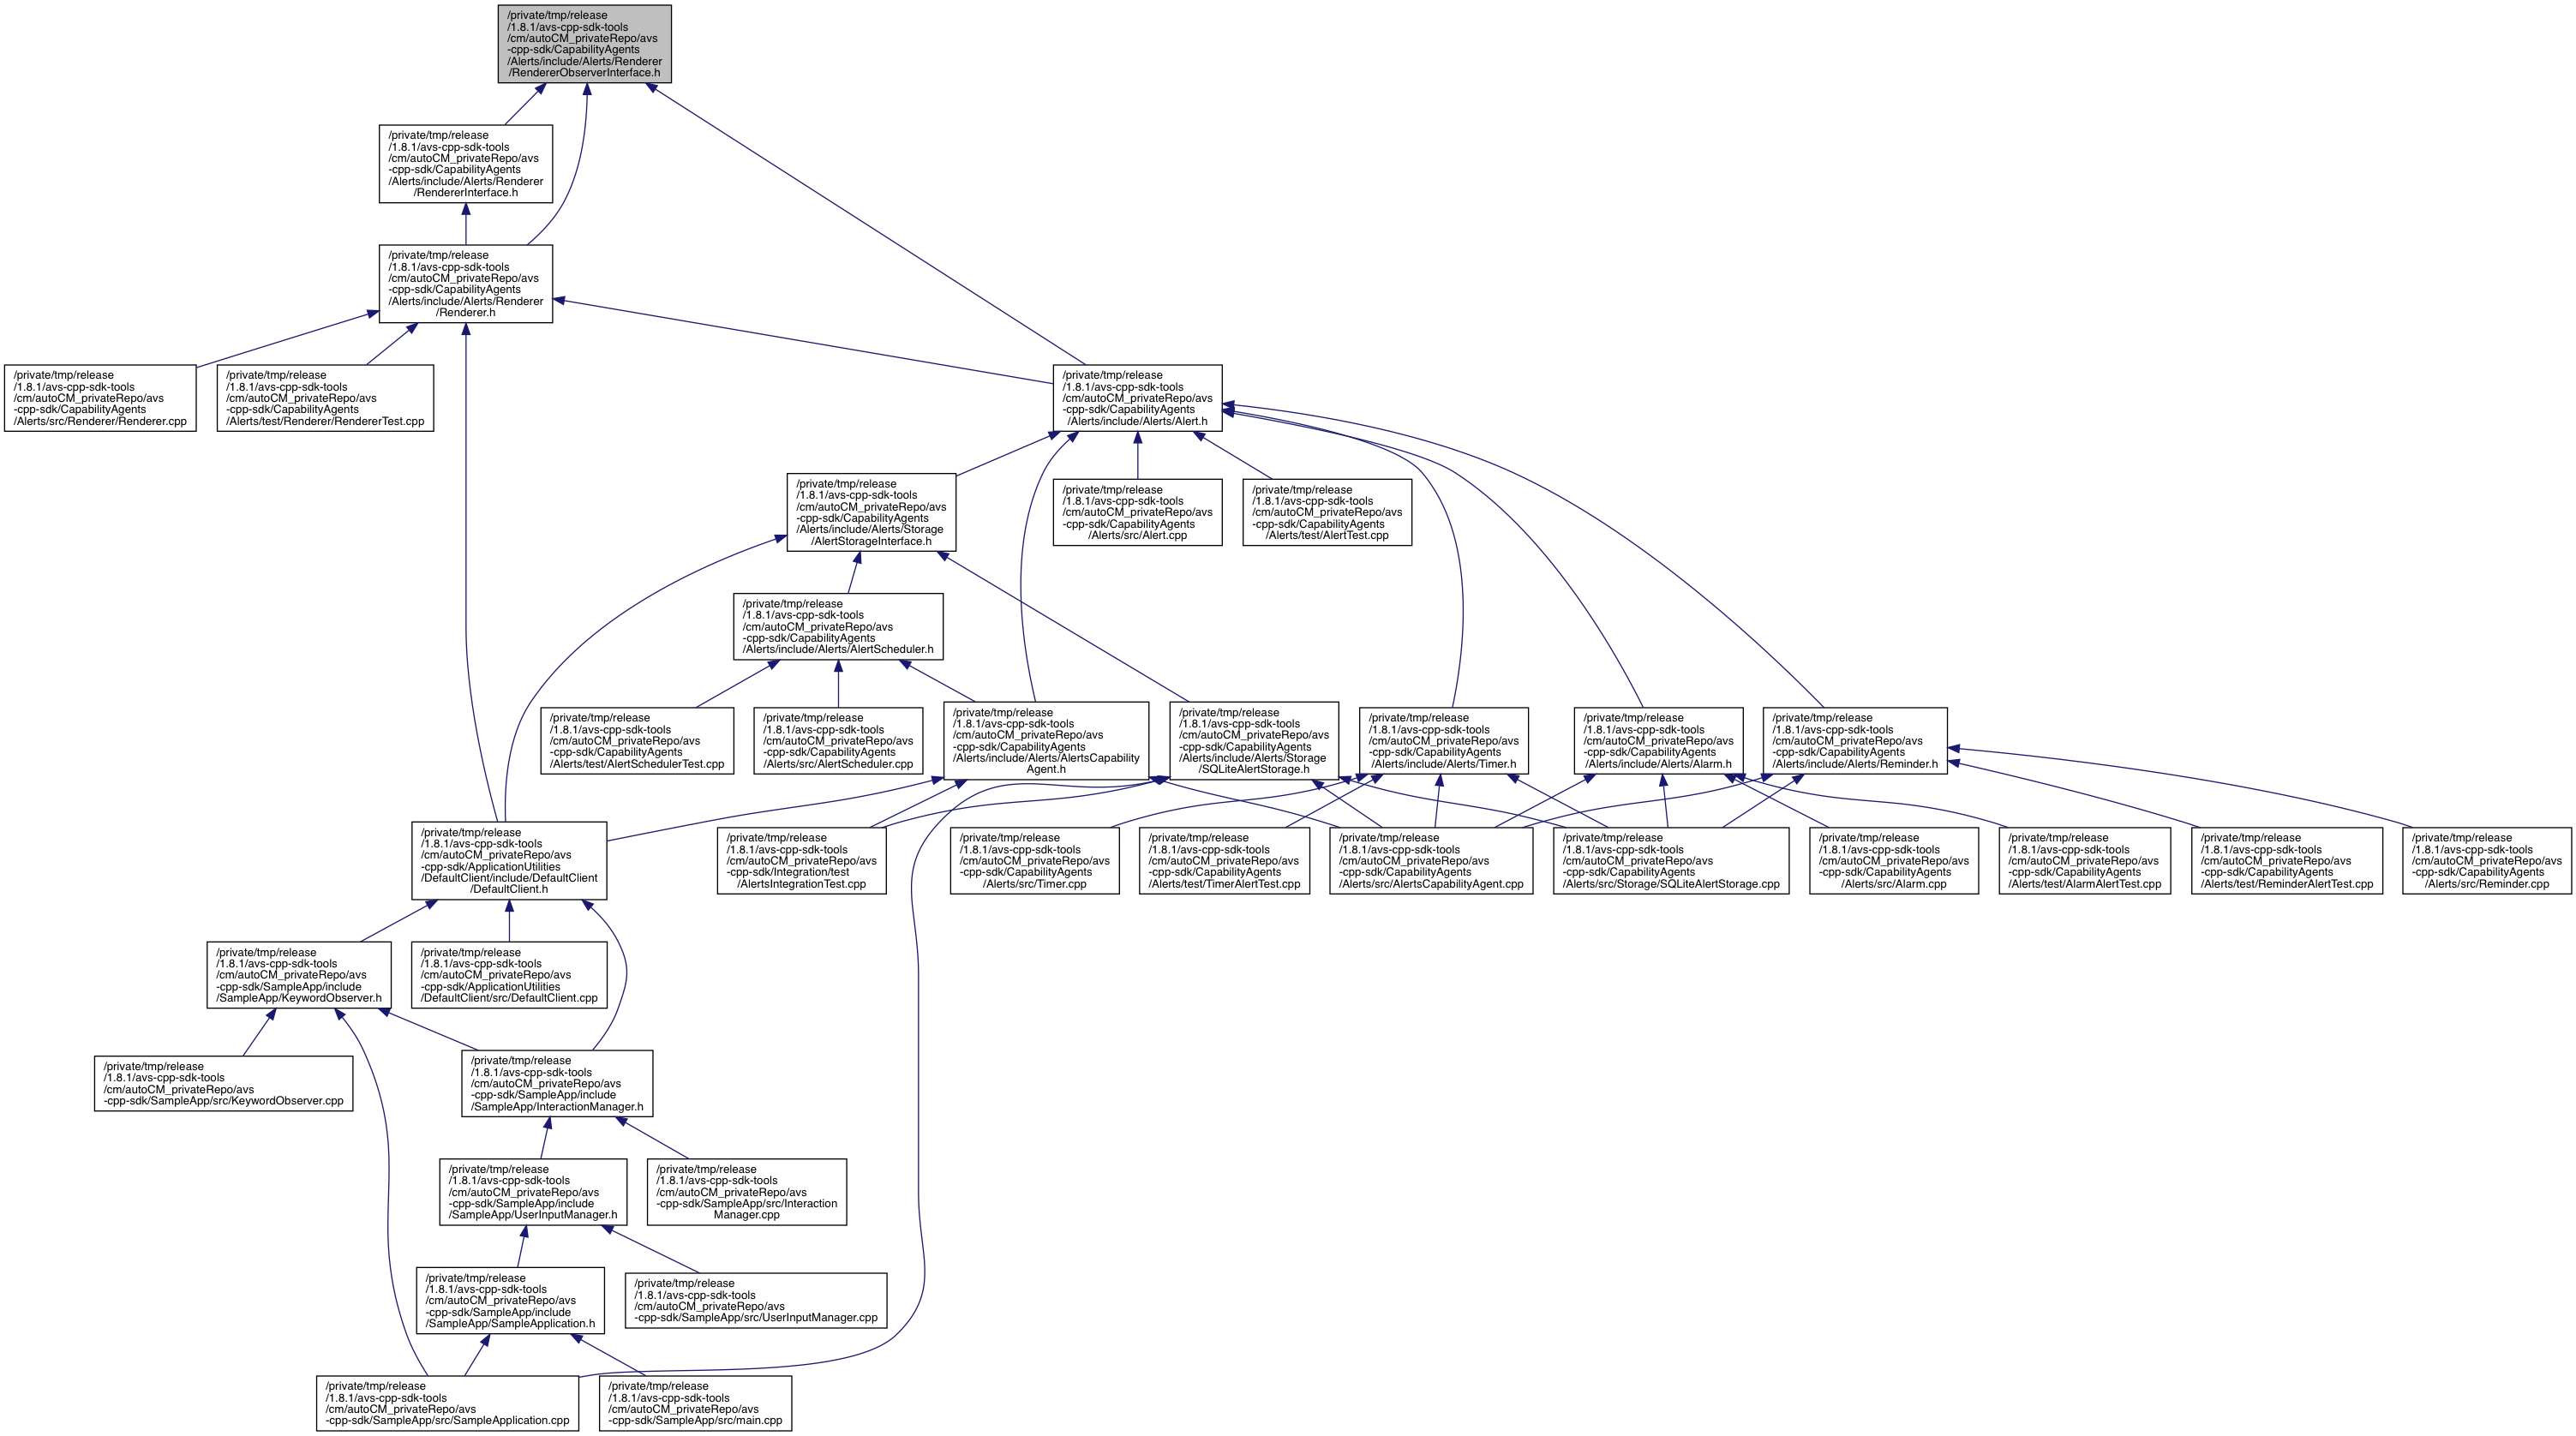 /private/tmp/release
/1.8.1/avs-cpp-sdk-tools
/cm/autoCM_privateRepo/avs
-cpp-sdk/CapabilityAgents
/Alerts/include/Alerts/Renderer
/RendererObserverInterface.h
/private/tmp/release
/1.8.1/avs-cpp-sdk-tools
/cm/autoCM_privateRepo/avs
-cpp-sdk/CapabilityAgents
/Alerts/include/Alerts/Renderer
/RendererInterface.h
/private/tmp/release
/1.8.1/avs-cpp-sdk-tools
/cm/autoCM_privateRepo/avs
-cpp-sdk/CapabilityAgents
/Alerts/include/Alerts/Renderer
/Renderer.h
/private/tmp/release
/1.8.1/avs-cpp-sdk-tools
/cm/autoCM_privateRepo/avs
-cpp-sdk/CapabilityAgents
/Alerts/src/Renderer/Renderer.cpp
/private/tmp/release
/1.8.1/avs-cpp-sdk-tools
/cm/autoCM_privateRepo/avs
-cpp-sdk/CapabilityAgents
/Alerts/test/Renderer/RendererTest.cpp
/private/tmp/release
/1.8.1/avs-cpp-sdk-tools
/cm/autoCM_privateRepo/avs
-cpp-sdk/CapabilityAgents
/Alerts/include/Alerts/Alert.h
/private/tmp/release
/1.8.1/avs-cpp-sdk-tools
/cm/autoCM_privateRepo/avs
-cpp-sdk/CapabilityAgents
/Alerts/include/Alerts/Storage
/AlertStorageInterface.h
/private/tmp/release
/1.8.1/avs-cpp-sdk-tools
/cm/autoCM_privateRepo/avs
-cpp-sdk/CapabilityAgents
/Alerts/src/Alert.cpp
/private/tmp/release
/1.8.1/avs-cpp-sdk-tools
/cm/autoCM_privateRepo/avs
-cpp-sdk/CapabilityAgents
/Alerts/test/AlertTest.cpp
/private/tmp/release
/1.8.1/avs-cpp-sdk-tools
/cm/autoCM_privateRepo/avs
-cpp-sdk/CapabilityAgents
/Alerts/include/Alerts/AlertScheduler.h
/private/tmp/release
/1.8.1/avs-cpp-sdk-tools
/cm/autoCM_privateRepo/avs
-cpp-sdk/CapabilityAgents
/Alerts/test/AlertSchedulerTest.cpp
/private/tmp/release
/1.8.1/avs-cpp-sdk-tools
/cm/autoCM_privateRepo/avs
-cpp-sdk/CapabilityAgents
/Alerts/src/AlertScheduler.cpp
/private/tmp/release
/1.8.1/avs-cpp-sdk-tools
/cm/autoCM_privateRepo/avs
-cpp-sdk/CapabilityAgents
/Alerts/include/Alerts/AlertsCapability
Agent.h
/private/tmp/release
/1.8.1/avs-cpp-sdk-tools
/cm/autoCM_privateRepo/avs
-cpp-sdk/CapabilityAgents
/Alerts/include/Alerts/Storage
/SQLiteAlertStorage.h
/private/tmp/release
/1.8.1/avs-cpp-sdk-tools
/cm/autoCM_privateRepo/avs
-cpp-sdk/CapabilityAgents
/Alerts/include/Alerts/Timer.h
/private/tmp/release
/1.8.1/avs-cpp-sdk-tools
/cm/autoCM_privateRepo/avs
-cpp-sdk/CapabilityAgents
/Alerts/include/Alerts/Alarm.h
/private/tmp/release
/1.8.1/avs-cpp-sdk-tools
/cm/autoCM_privateRepo/avs
-cpp-sdk/CapabilityAgents
/Alerts/include/Alerts/Reminder.h
/private/tmp/release
/1.8.1/avs-cpp-sdk-tools
/cm/autoCM_privateRepo/avs
-cpp-sdk/ApplicationUtilities
/DefaultClient/include/DefaultClient
/DefaultClient.h
/private/tmp/release
/1.8.1/avs-cpp-sdk-tools
/cm/autoCM_privateRepo/avs
-cpp-sdk/Integration/test
/AlertsIntegrationTest.cpp
/private/tmp/release
/1.8.1/avs-cpp-sdk-tools
/cm/autoCM_privateRepo/avs
-cpp-sdk/CapabilityAgents
/Alerts/src/Timer.cpp
/private/tmp/release
/1.8.1/avs-cpp-sdk-tools
/cm/autoCM_privateRepo/avs
-cpp-sdk/CapabilityAgents
/Alerts/test/TimerAlertTest.cpp
/private/tmp/release
/1.8.1/avs-cpp-sdk-tools
/cm/autoCM_privateRepo/avs
-cpp-sdk/CapabilityAgents
/Alerts/src/AlertsCapabilityAgent.cpp
/private/tmp/release
/1.8.1/avs-cpp-sdk-tools
/cm/autoCM_privateRepo/avs
-cpp-sdk/CapabilityAgents
/Alerts/src/Storage/SQLiteAlertStorage.cpp
/private/tmp/release
/1.8.1/avs-cpp-sdk-tools
/cm/autoCM_privateRepo/avs
-cpp-sdk/CapabilityAgents
/Alerts/src/Alarm.cpp
/private/tmp/release
/1.8.1/avs-cpp-sdk-tools
/cm/autoCM_privateRepo/avs
-cpp-sdk/CapabilityAgents
/Alerts/test/AlarmAlertTest.cpp
/private/tmp/release
/1.8.1/avs-cpp-sdk-tools
/cm/autoCM_privateRepo/avs
-cpp-sdk/CapabilityAgents
/Alerts/test/ReminderAlertTest.cpp
/private/tmp/release
/1.8.1/avs-cpp-sdk-tools
/cm/autoCM_privateRepo/avs
-cpp-sdk/CapabilityAgents
/Alerts/src/Reminder.cpp
/private/tmp/release
/1.8.1/avs-cpp-sdk-tools
/cm/autoCM_privateRepo/avs
-cpp-sdk/SampleApp/include
/SampleApp/KeywordObserver.h
/private/tmp/release
/1.8.1/avs-cpp-sdk-tools
/cm/autoCM_privateRepo/avs
-cpp-sdk/ApplicationUtilities
/DefaultClient/src/DefaultClient.cpp
/private/tmp/release
/1.8.1/avs-cpp-sdk-tools
/cm/autoCM_privateRepo/avs
-cpp-sdk/SampleApp/src/KeywordObserver.cpp
/private/tmp/release
/1.8.1/avs-cpp-sdk-tools
/cm/autoCM_privateRepo/avs
-cpp-sdk/SampleApp/include
/SampleApp/InteractionManager.h
/private/tmp/release
/1.8.1/avs-cpp-sdk-tools
/cm/autoCM_privateRepo/avs
-cpp-sdk/SampleApp/include
/SampleApp/UserInputManager.h
/private/tmp/release
/1.8.1/avs-cpp-sdk-tools
/cm/autoCM_privateRepo/avs
-cpp-sdk/SampleApp/src/Interaction
Manager.cpp
/private/tmp/release
/1.8.1/avs-cpp-sdk-tools
/cm/autoCM_privateRepo/avs
-cpp-sdk/SampleApp/include
/SampleApp/SampleApplication.h
/private/tmp/release
/1.8.1/avs-cpp-sdk-tools
/cm/autoCM_privateRepo/avs
-cpp-sdk/SampleApp/src/UserInputManager.cpp
/private/tmp/release
/1.8.1/avs-cpp-sdk-tools
/cm/autoCM_privateRepo/avs
-cpp-sdk/SampleApp/src/SampleApplication.cpp
/private/tmp/release
/1.8.1/avs-cpp-sdk-tools
/cm/autoCM_privateRepo/avs
-cpp-sdk/SampleApp/src/main.cpp